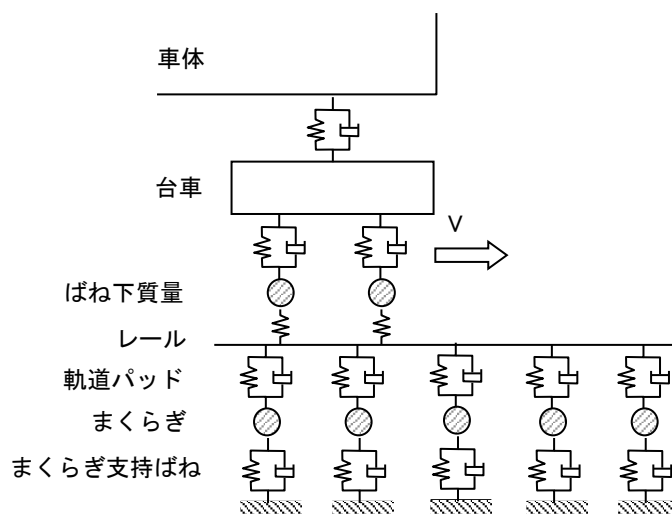 車体
台車
V
ばね下質量
レール
軌道パッド
まくらぎ
まくらぎ支持ばね